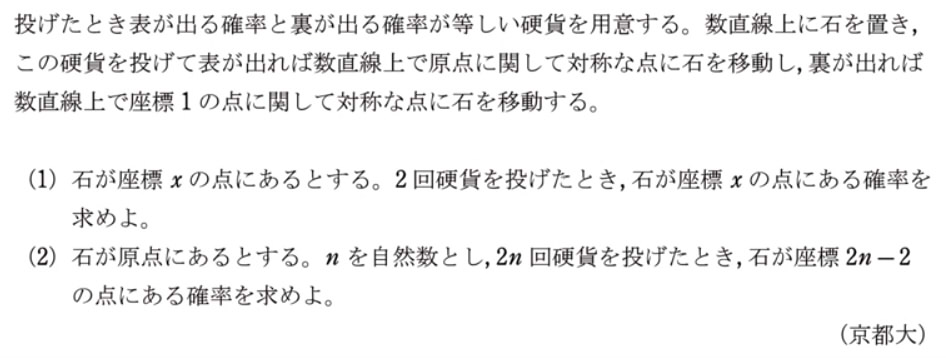 投げたとき表が出る確率と裏が出る確率が等しい硬貨を用意する。数直線上に石を置き,
この硬貨を投げて表が出れば数直線上で原点に関して対称な点に石を移動し, 裏が出れば
数直線上で座標 1 の点に関して対称な点に石を移動する。
(1) 石が座標 x の点にあるとする。2 回硬貨を投げたとき, 石が座標 x の点にある確率を
求めよ。
(2) 石が原点にあるとする。n を自然数とし, 2n 回硬貨を投げたとき, 石が座標 2n－2
の点にある確率を求めよ。
(京都大)